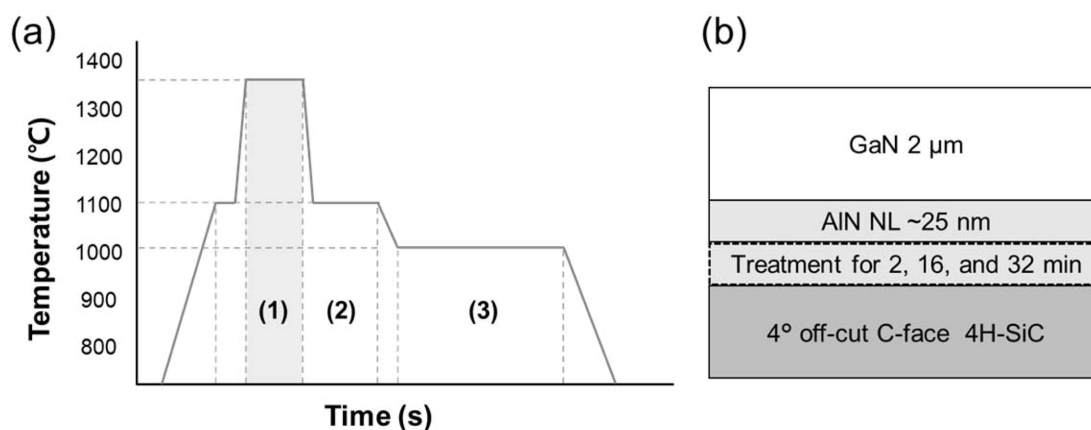 (a)
1400
1300
1200
1100
1000
900
800
Temperature (℃)
(1)
(2)
(3)
Time (s)
(b)
GaN 2 μm
AlN NL ~25 nm
Treatment for 2, 16, and 32 min
4° off-cut C-face 4H-SiC